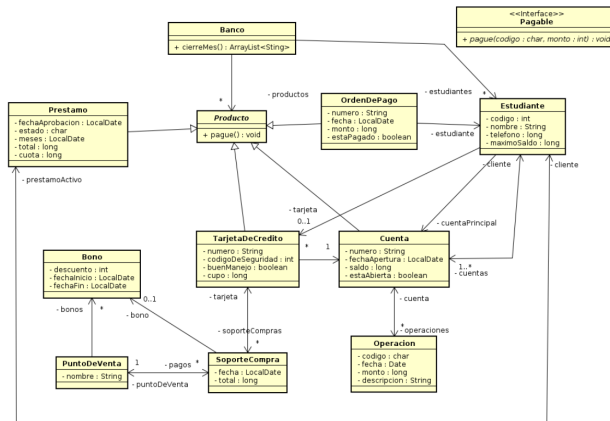 Banco
+ cierreMes() : ArrayList<Sting>
<<Interface>>
Pagable
+ pague(codigo : char, monto : int) : void
- productos
*
- estudiantes
*
Prestamo
- fechaAprobacion : LocalDate
- estado : char
- meses : LocalDate
- total : long
- cuota : long
Producto
+ pague() : void
OrdenDePago
- numero : String
- fecha : LocalDate
- monto : long
- estaPagado : boolean
- estudiante
Estudiante
- codigo : int
- nombre : String
- telefono : long
- maximoSaldo : long
- prestamoActivo
- cliente
- cliente
- tarjeta
0..1
- cuentaPrincipal
TarjetaDeCredito
- numero : String
- codigoDeSeguridad : int
- buenManejo : boolean
- cupo : long
*
1
Cuenta
- numero : String
- fechaApertura : LocalDate
- saldo : long
- estaAbierta : boolean
1..*
- cuentas
Bono
- descuento : int
- fechaInicio : LocalDate
- fechaFin : LocalDate
0..1
- bonos
*
- bono
- tarjeta
- soporteCompras
*
- cuenta
*
- operaciones
Operacion
- codigo : char
- fecha : Date
- monto : long
- descripcion : String
PuntoDeVenta
- nombre : String
1
- pagos
*
- puntoDeVenta
SoporteCompra
- fecha : LocalDate
- total : long